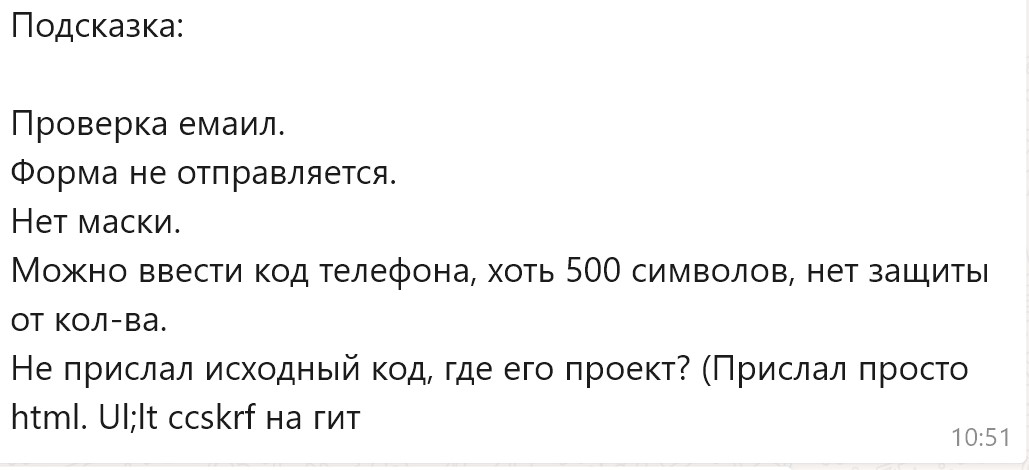 Подсказка:
Проверка емаил.
Форма не отправляется.
Нет маски.
Можно ввести код телефона, хоть 500 символов, нет защиты
от кол-ва.
Не прислал исходный код, где его проект? (Прислал просто
html. Ul;lt ccskrf на гит
10:51